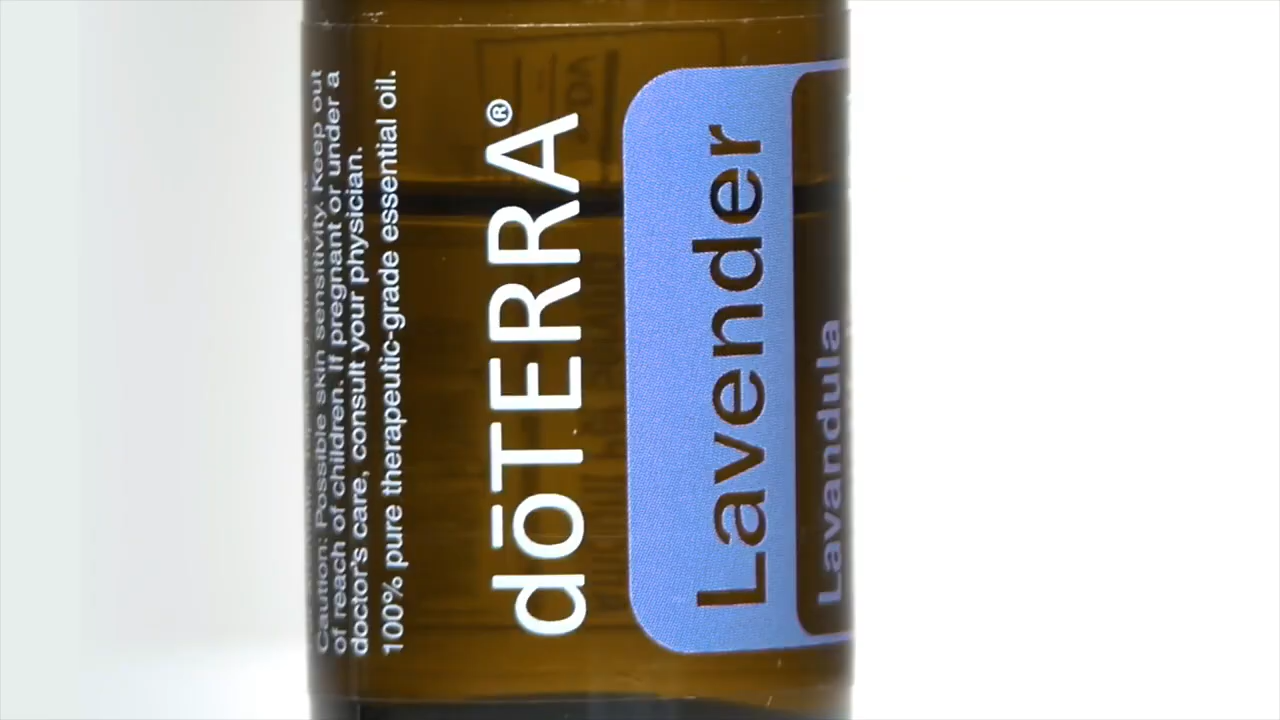 Caution: Possible skin sensitivity. Keep out
of reach of children. If pregnant or under a
doctor's care, consult your physician.
100% pure therapeutic-grade essential oil.
dōTERRA®
Lavender
Lavandula